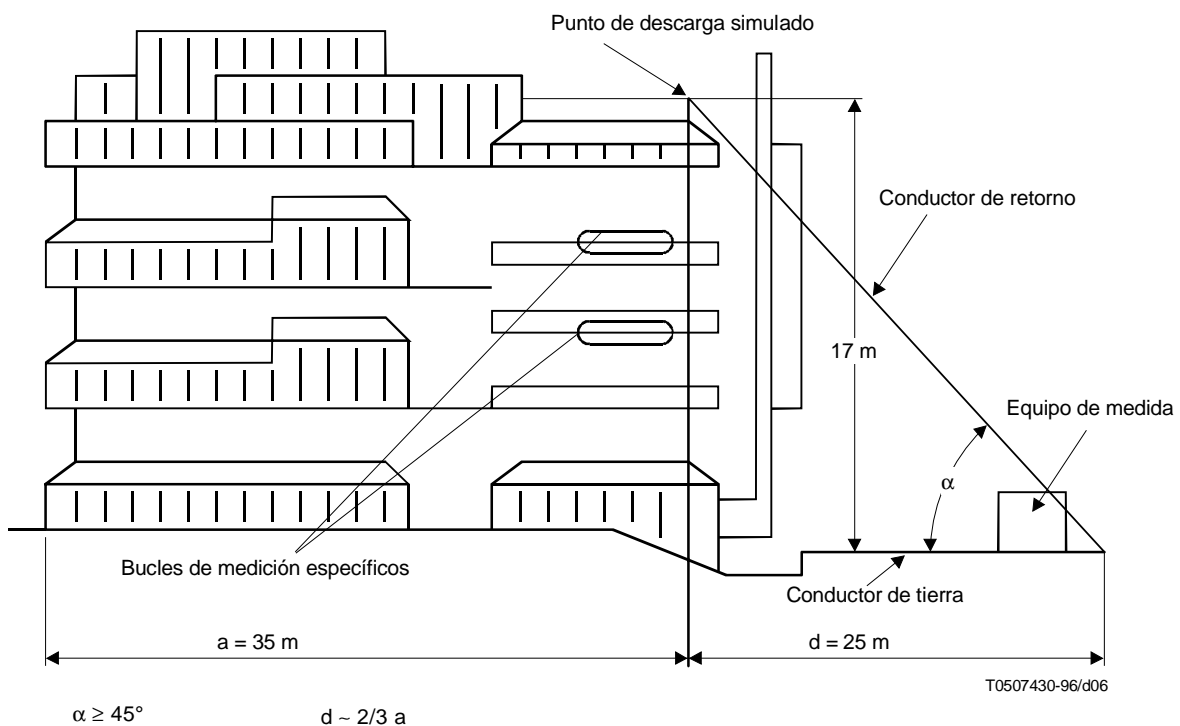 Punto de descarga simulado
Conductor de retorno
17 m
Equipo de medida
α
Bucles de medición específicos
Conductor de tierra
a = 35 m
d = 25 m
T0507430-96/d06
α ≥ 45°
d ~ 2/3 a